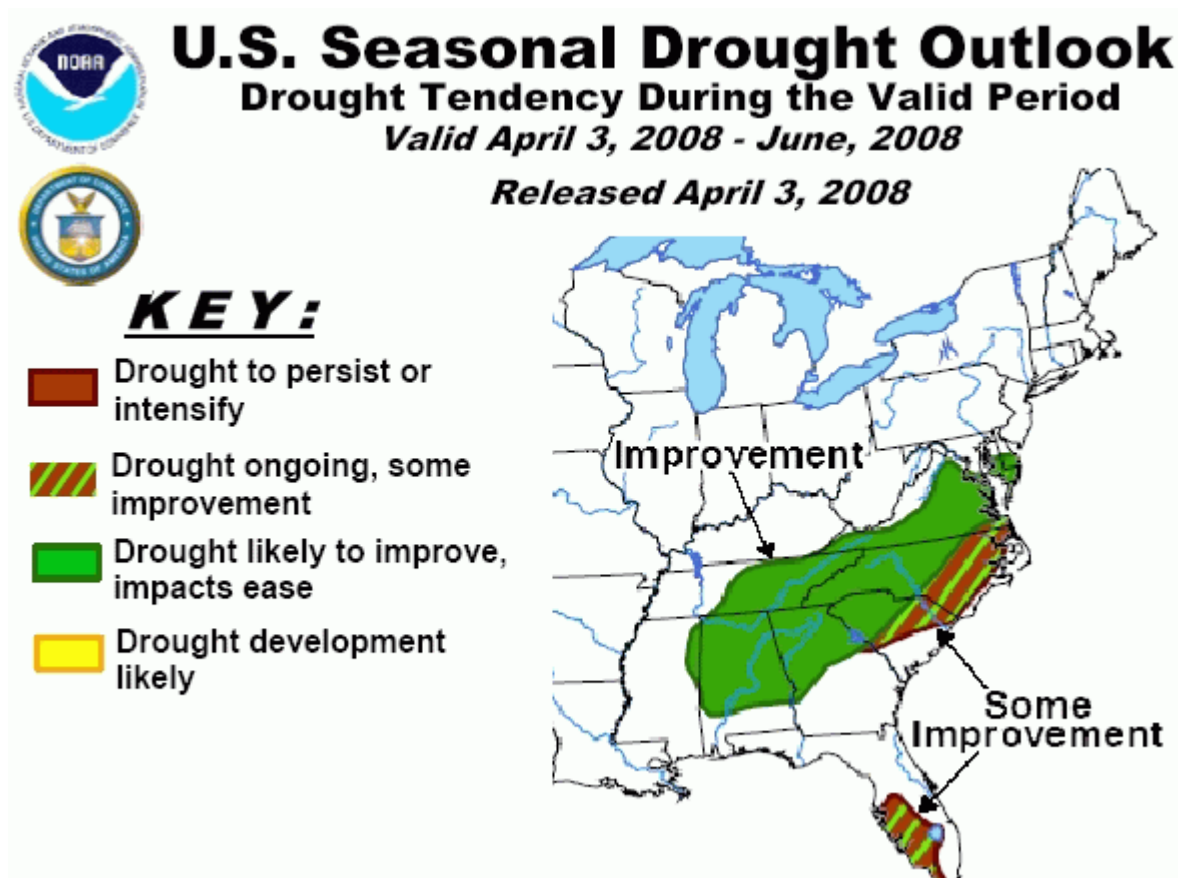 NOAA
U.S. Seasonal Drought Outlook
Drought Tendency During the Valid Period
Valid April 3, 2008 - June, 2008
Released April 3, 2008
KEY:
Drought to persist or
intensify
Drought ongoing, some
improvement
Drought likely to improve,
impacts ease
Drought development
likely
Improvement
Some
Improvement